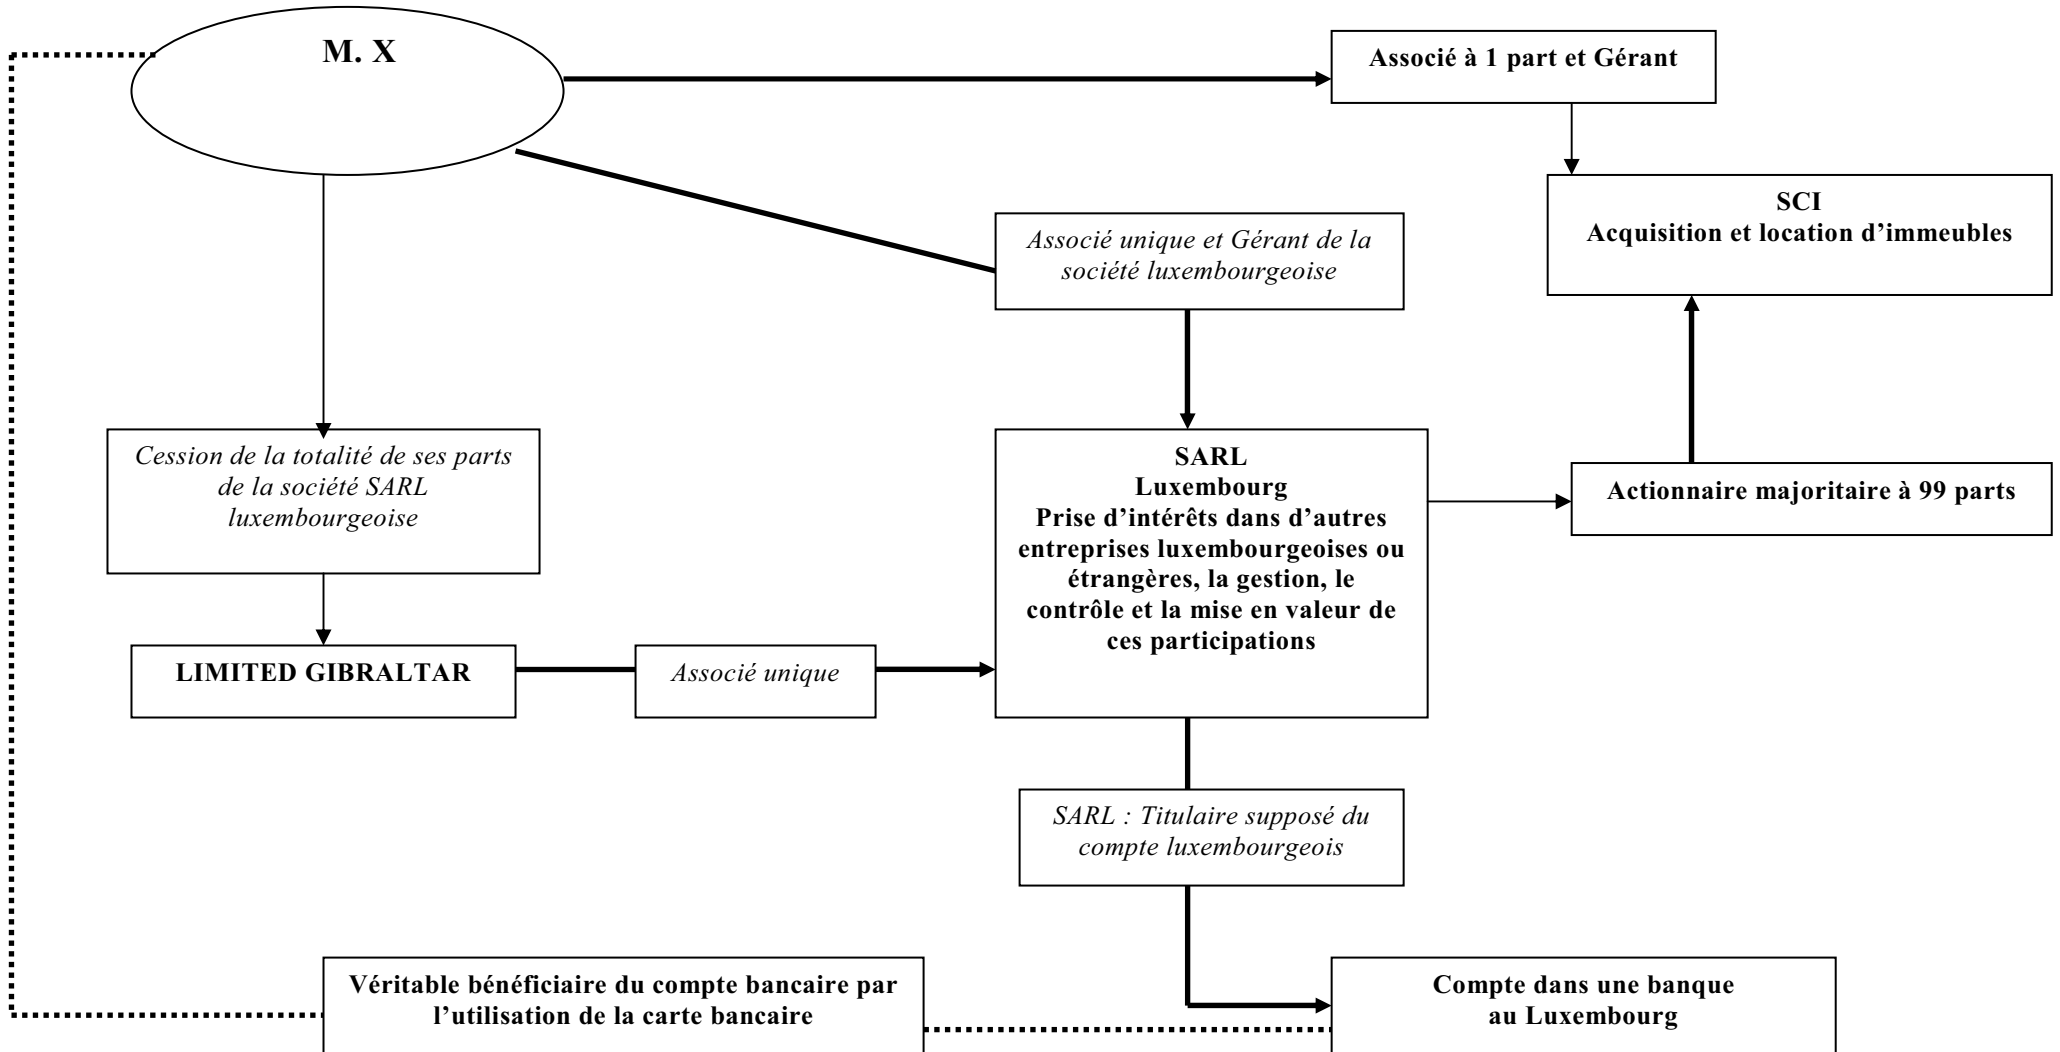 M. X
Associé à 1 part et Gérant
SCI
Acquisition et location d’immeubles
Associé unique et Gérant de la
société luxembourgeoise
Cession de la totalité de ses parts
de la société SARL
luxembourgeoise
SARL
Luxembourg
Prise d’intérêts dans d’autres
entreprises luxembourgeoises ou
étrangères, la gestion, le
contrôle et la mise en valeur de
ces participations
Actionnaire majoritaire à 99 parts
LIMITED GIBRALTAR
Associé unique
SARL : Titulaire supposé du
compte luxembourgeois
Véritable bénéficiaire du compte bancaire par
l’utilisation de la carte bancaire
Compte dans une banque
au Luxembourg